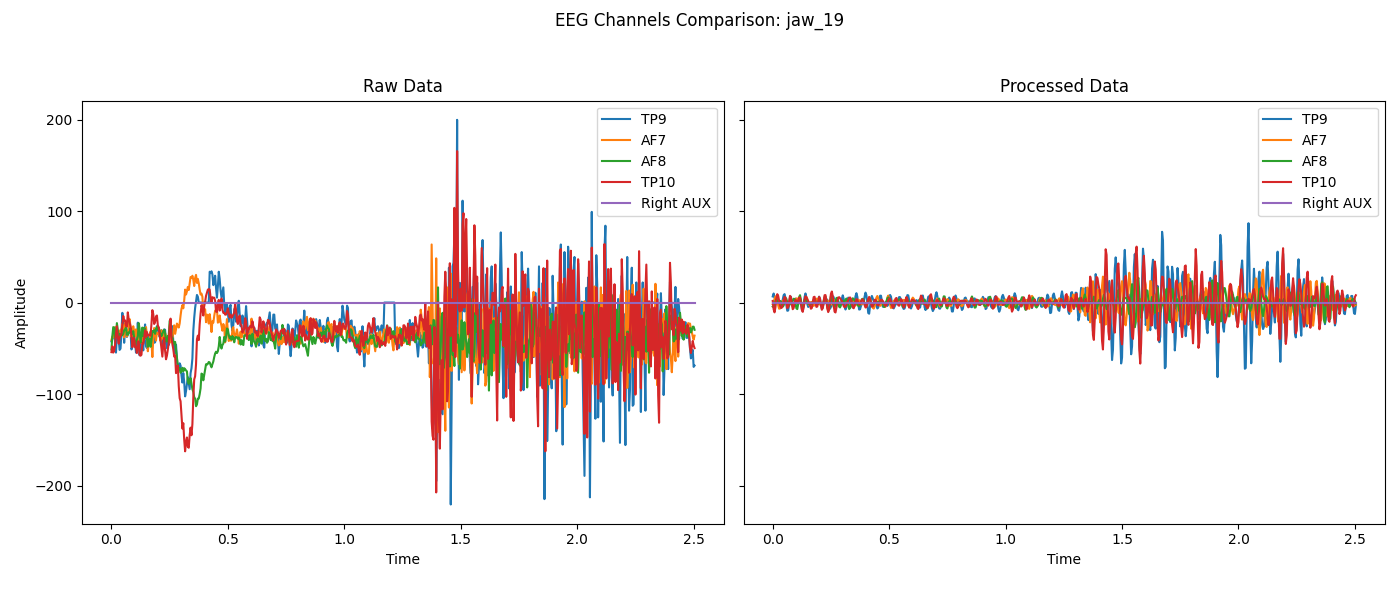 EEG Channels Comparison: jaw_19
Raw Data
Processed Data
TP9
AF7
AF8
TP10
Right AUX
TP9
AF7
AF8
TP10
Right AUX
Amplitude
200
100
0
−100
−200
0.0 0.5 1.0 1.5 2.0 2.5
0.0 0.5 1.0 1.5 2.0 2.5
Time
Time